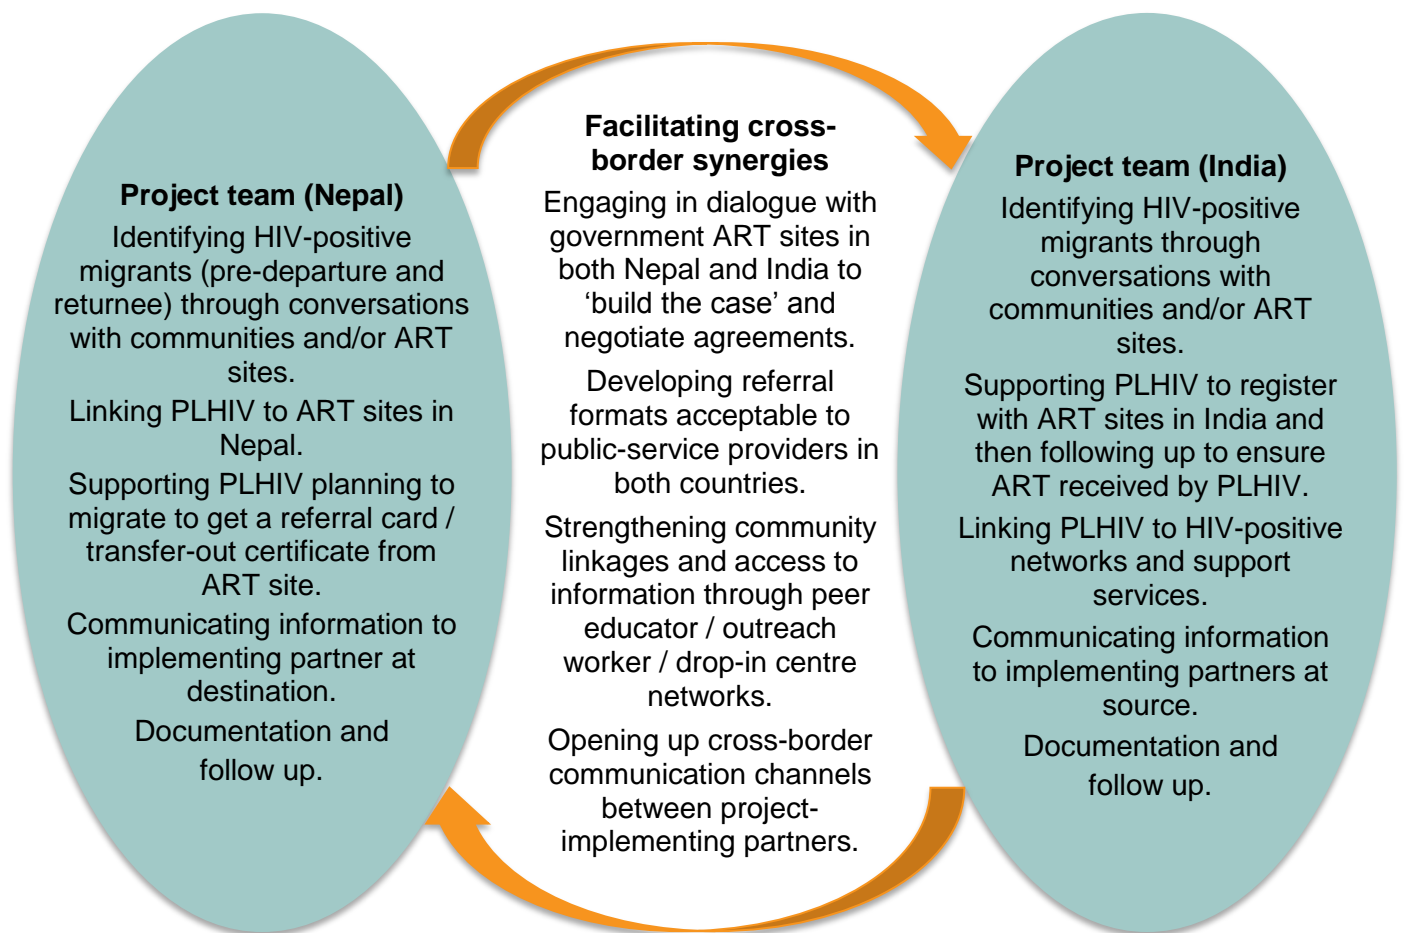 Project team (Nepal)
Identifying HIV-positive
migrants (pre-departure and
returnee) through conversations
with communities and/or ART
sites.
Linking PLHIV to ART sites in
Nepal.
Supporting PLHIV planning to
migrate to get a referral card /
transfer-out certificate from
ART site.
Communicating information to
implementing partner at
destination.
Documentation and
follow up.
Facilitating cross-
border synergies
Engaging in dialogue with
government ART sites in
both Nepal and India to
‘build the case’ and
negotiate agreements.
Developing referral
formats acceptable to
public-service providers in
both countries.
Strengthening community
linkages and access to
information through peer
educator / outreach
worker / drop-in centre
networks.
Opening up cross-border
communication channels
between project-
implementing partners.
Project team (India)
Identifying HIV-positive
migrants through
conversations with
communities and/or ART
sites.
Supporting PLHIV to register
with ART sites in India and
then following up to ensure
ART received by PLHIV.
Linking PLHIV to HIV-positive
networks and support
services.
Communicating information
to implementing partners at
source.
Documentation and
follow up.